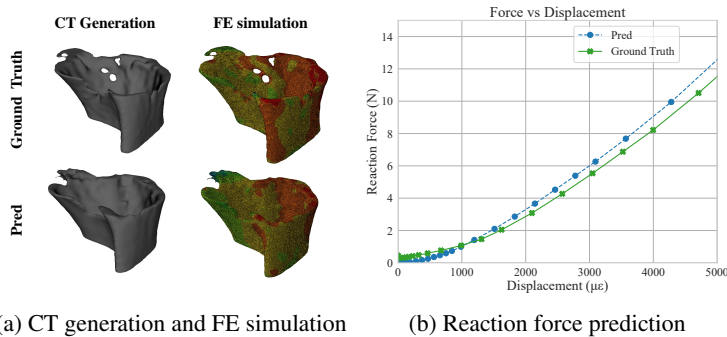 CT Generation
FE simulation
Ground Truth
Pred
Force vs Displacement
Pred
Ground Truth
Reaction Force (N)
14
12
10
8
6
4
2
0
0
1000
2000
3000
4000
5000
Displacement (με)
a) CT generation and FE simulation
(b) Reaction force prediction